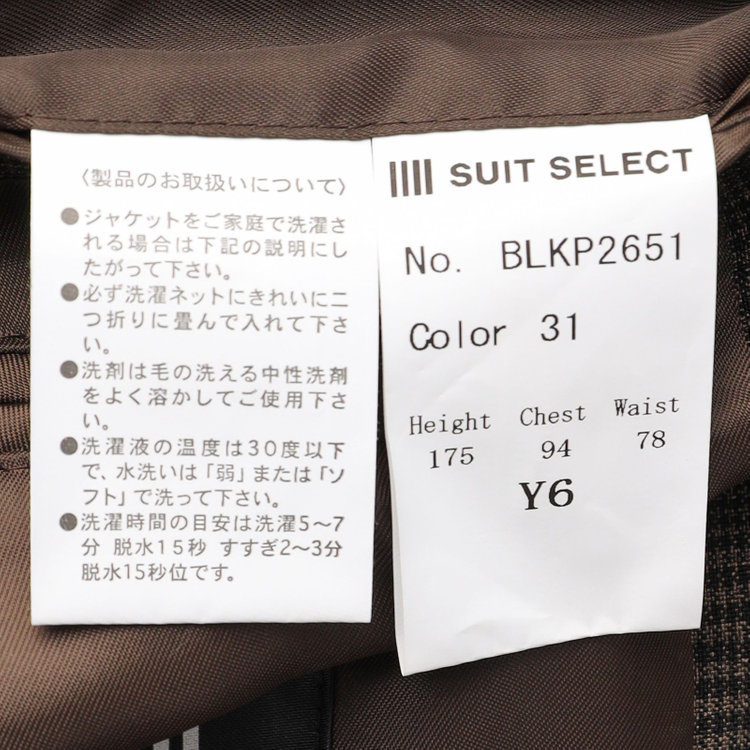 〈製品のお取扱いについて〉
●ジャケットをご家庭で洗濯さ
れる場合は下記の説明にし
たがって下さい。
●必ず洗濯ネットにきれいに二
つ折りに畳んで入れて下さ
い。
●洗剤は毛の洗える中性洗剤
をよく溶かしてご使用下さ
い。
●洗濯液の温度は30度以下
で、水洗いは「弱」または「ソ
フト」で洗って下さい。
●洗濯時間の目安は洗濯5〜7
分 脱水15秒 すすぎ2〜3分
脱水15秒位です。
SUIT SELECT
No. BLKP2651
Color 31
Height Chest Waist
175 94 78
Y6